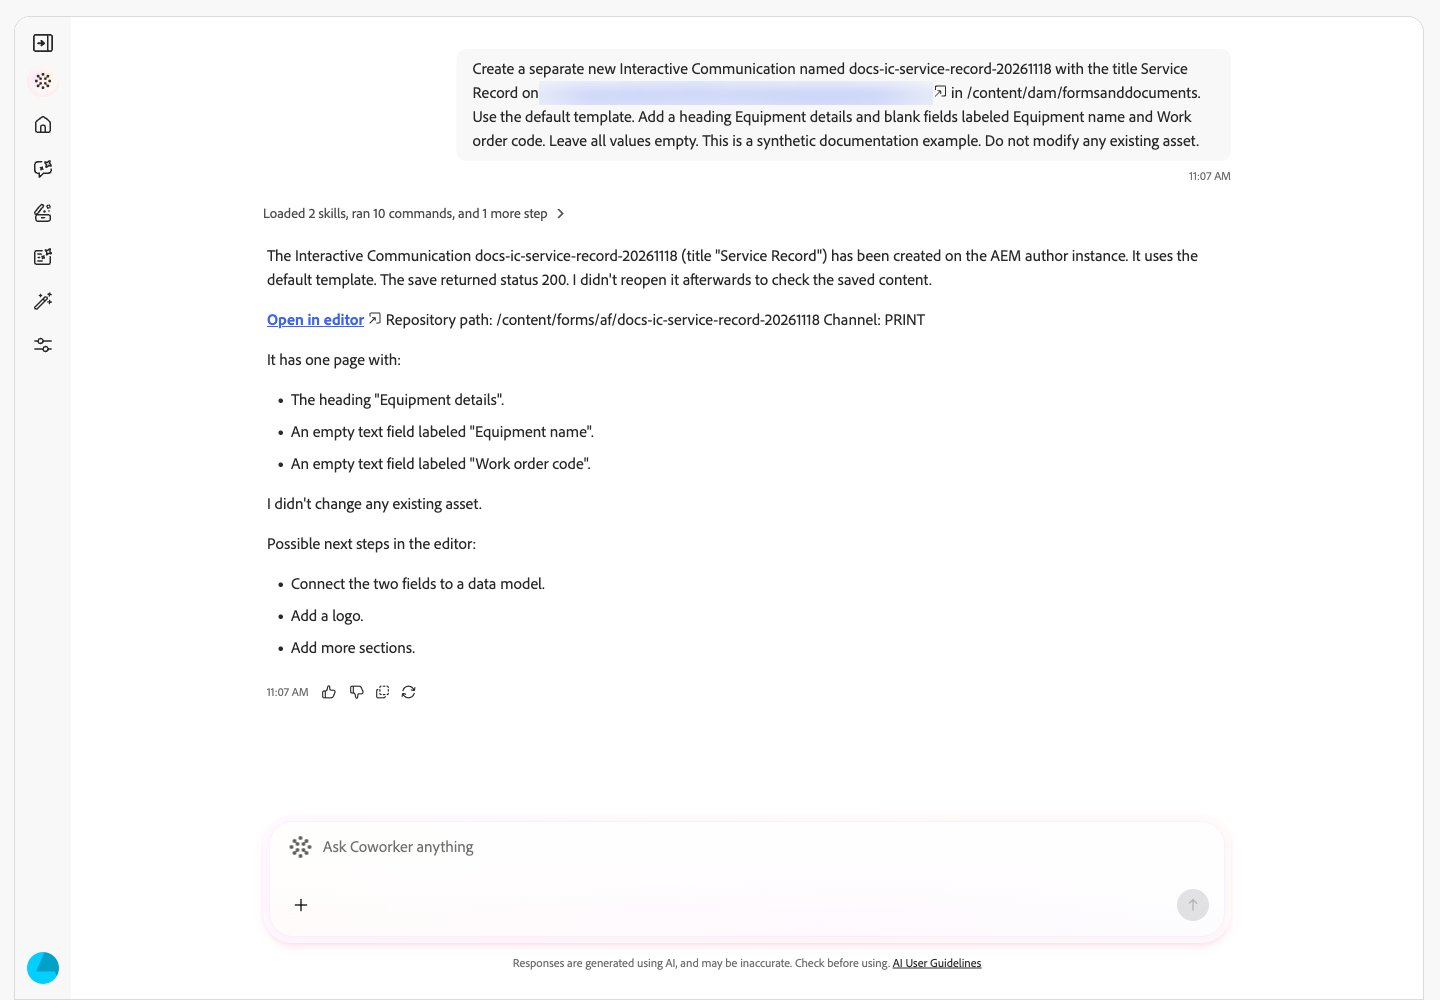 Create a separate new Interactive Communication named docs-ic-service-record-20261118 with the title Service
Record on in /content/dam/formsanddocuments.
Use the default template. Add a heading Equipment details and blank fields labeled Equipment name and Work
order code. Leave all values empty. This is a synthetic documentation example. Do not modify any existing asset.
11:07 AM
Loaded 2 skills, ran 10 commands, and 1 more step
The Interactive Communication docs-ic-service-record-20261118 (title "Service Record") has been created on the AEM author instance. It uses the
default template. The save returned status 200. I didn't reopen it afterwards to check the saved content.
Open in editor Repository path: /content/forms/af/docs-ic-service-record-20261118 Channel: PRINT
It has one page with:
• The heading "Equipment details".
• An empty text field labeled "Equipment name".
• An empty text field labeled "Work order code".
I didn't change any existing asset.
Possible next steps in the editor:
• Connect the two fields to a data model.
• Add a logo.
• Add more sections.
11:07 AM
Ask Coworker anything
Responses are generated using AI, and may be inaccurate. Check before using. AI User Guidelines